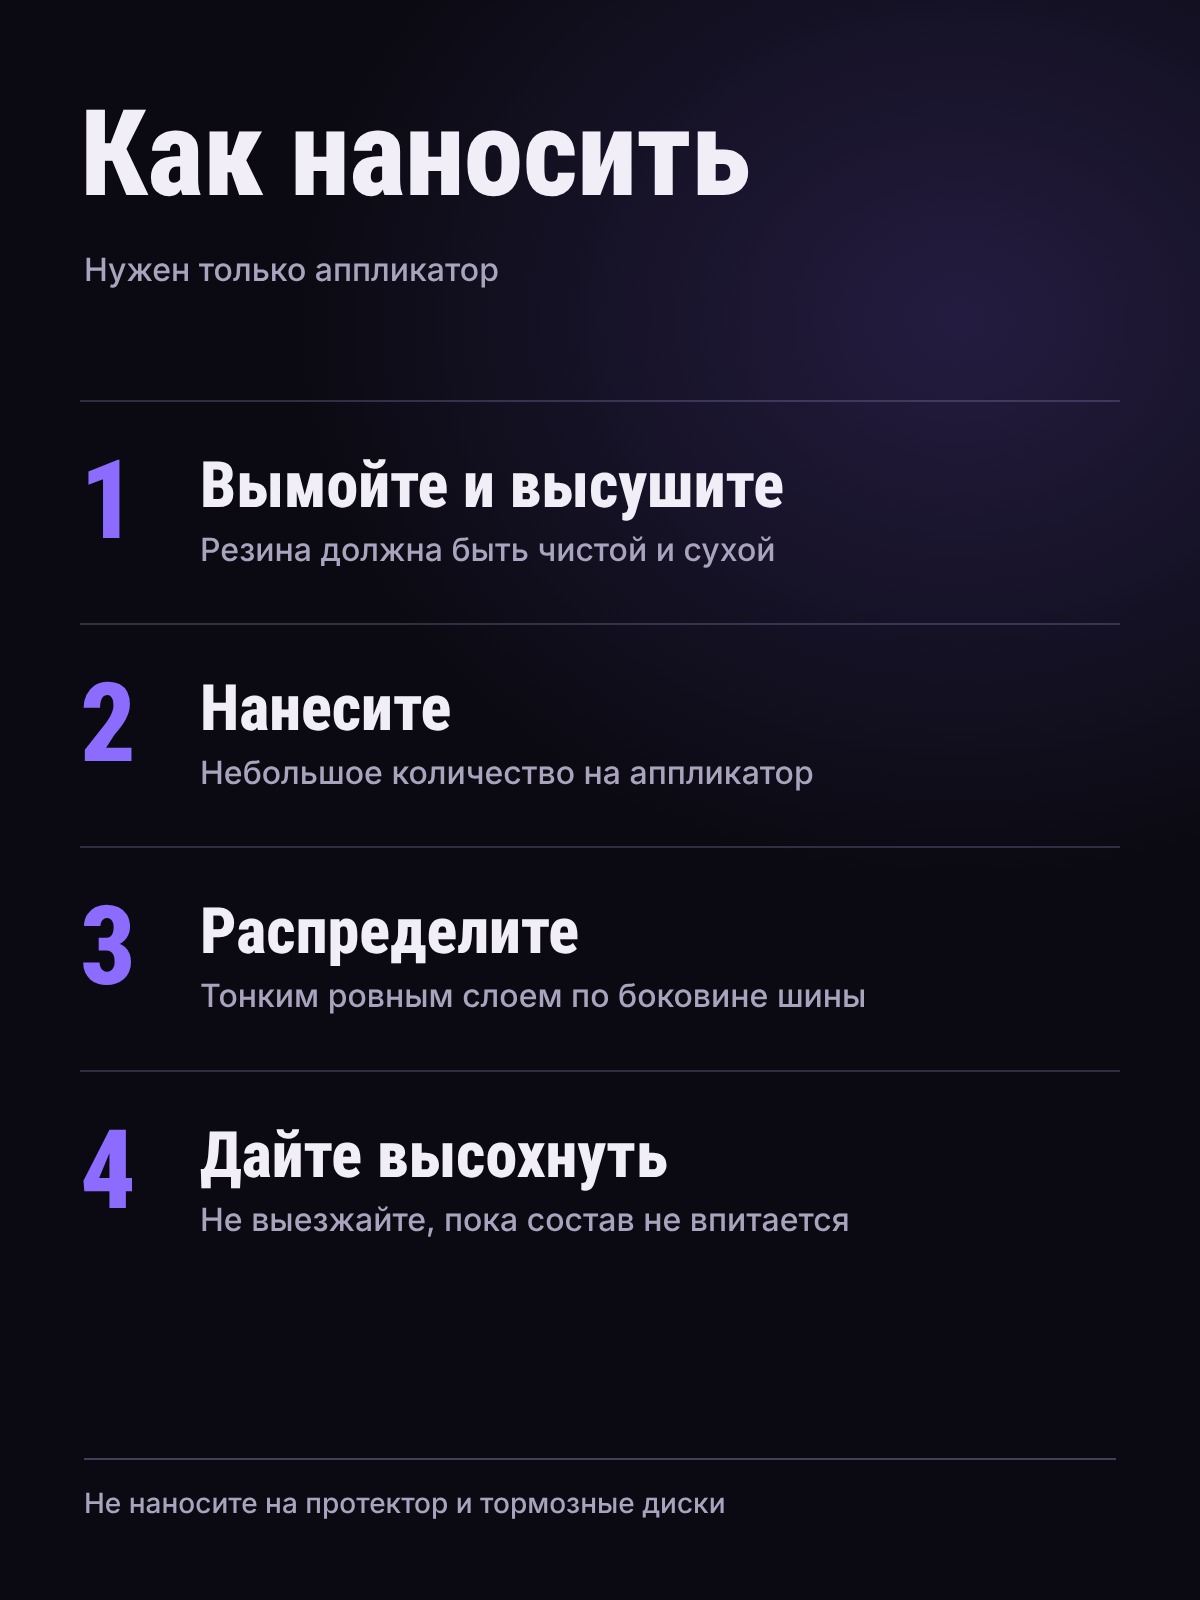 Как наносить
Нужен только аппликатор
1 Вымойте и высушите
Резина должна быть чистой и сухой
2 Нанесите
Небольшое количество на аппликатор
3 Распределите
Тонким ровным слоем по боковине шины
4 Дайте высохнуть
Не выезжайте, пока состав не впитается
Не наносите на протектор и тормозные диски